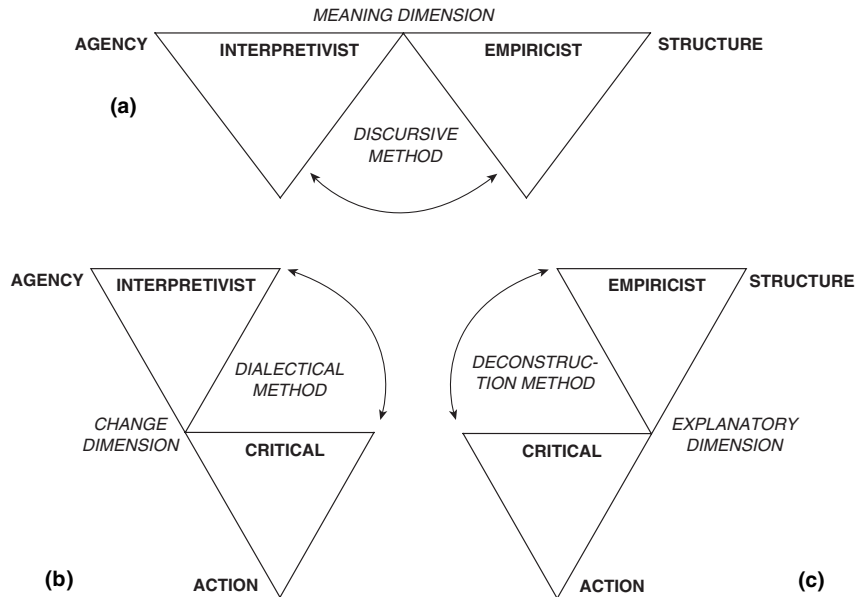 MEANING DIMENSION
AGENCY
INTERPRETIVIST
EMPIRICIST
STRUCTURE
(a)
DISCURSIVE
METHOD
AGENCY
INTERPRETIVIST
EMPIRICIST
STRUCTURE
DIALECTICAL
METHOD
DECONSTRUC-
TION METHOD
CHANGE
DIMENSION
CRITICAL
CRITICAL
EXPLANATORY
DIMENSION
(b)
ACTION
ACTION
(c)